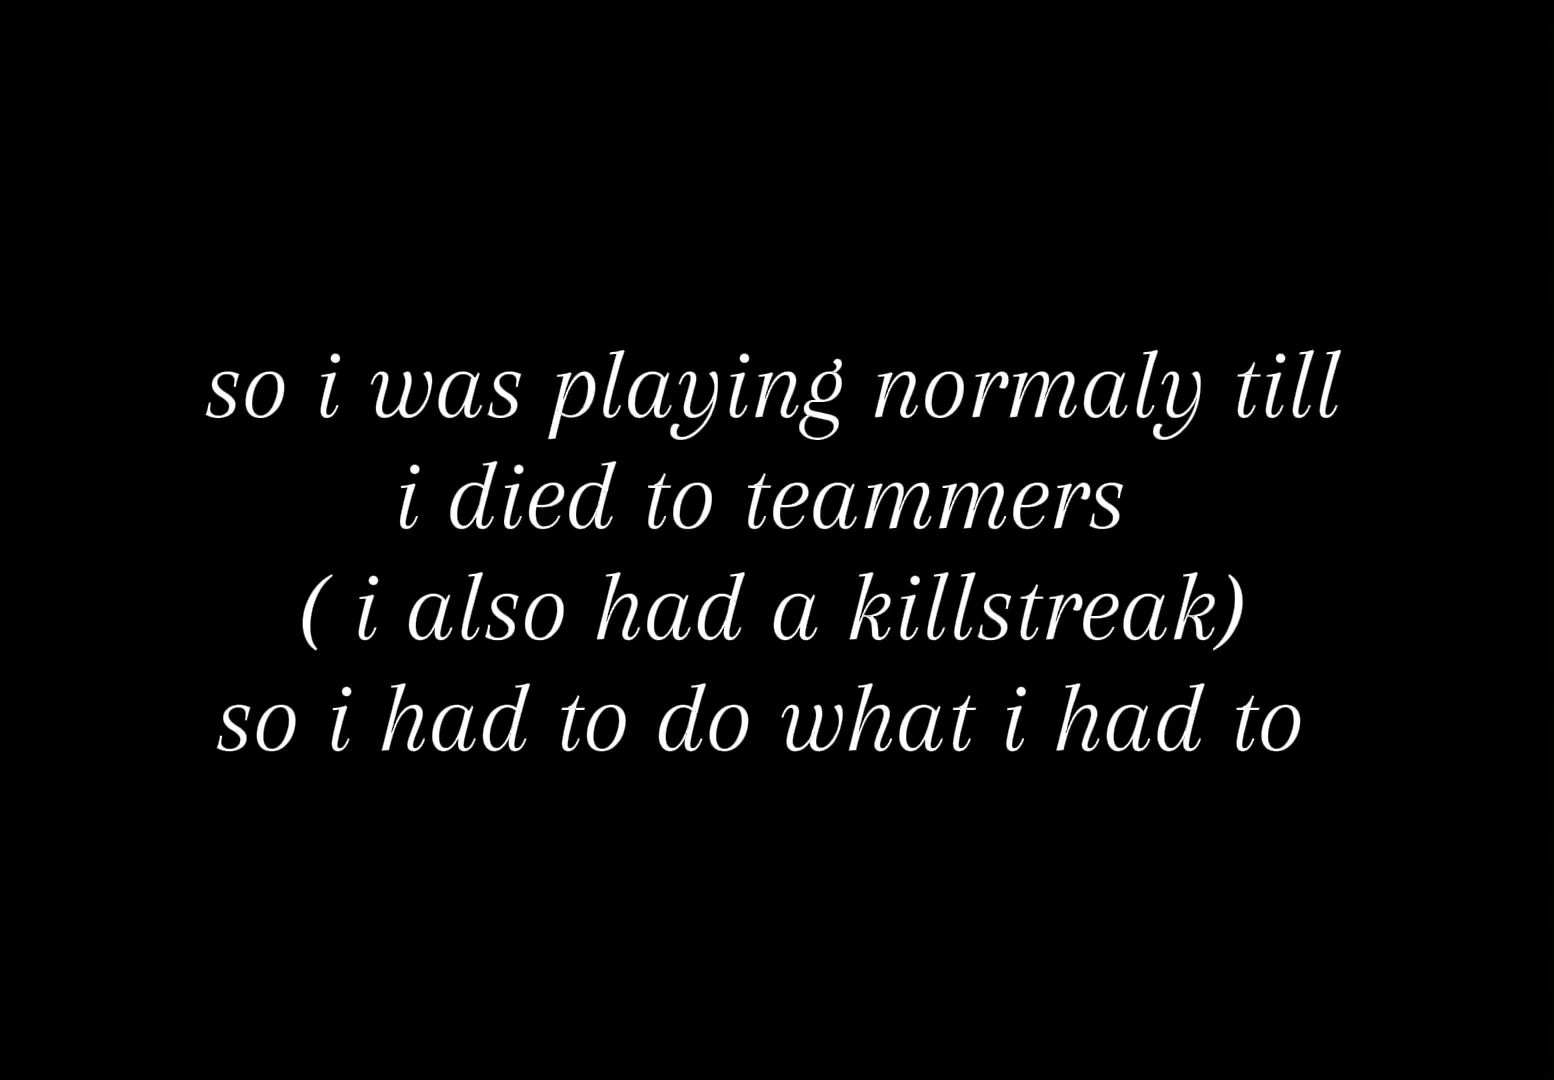 so i was playing normaly till
i died to teammers
( i also had a killstreak)
so i had to do what i had to